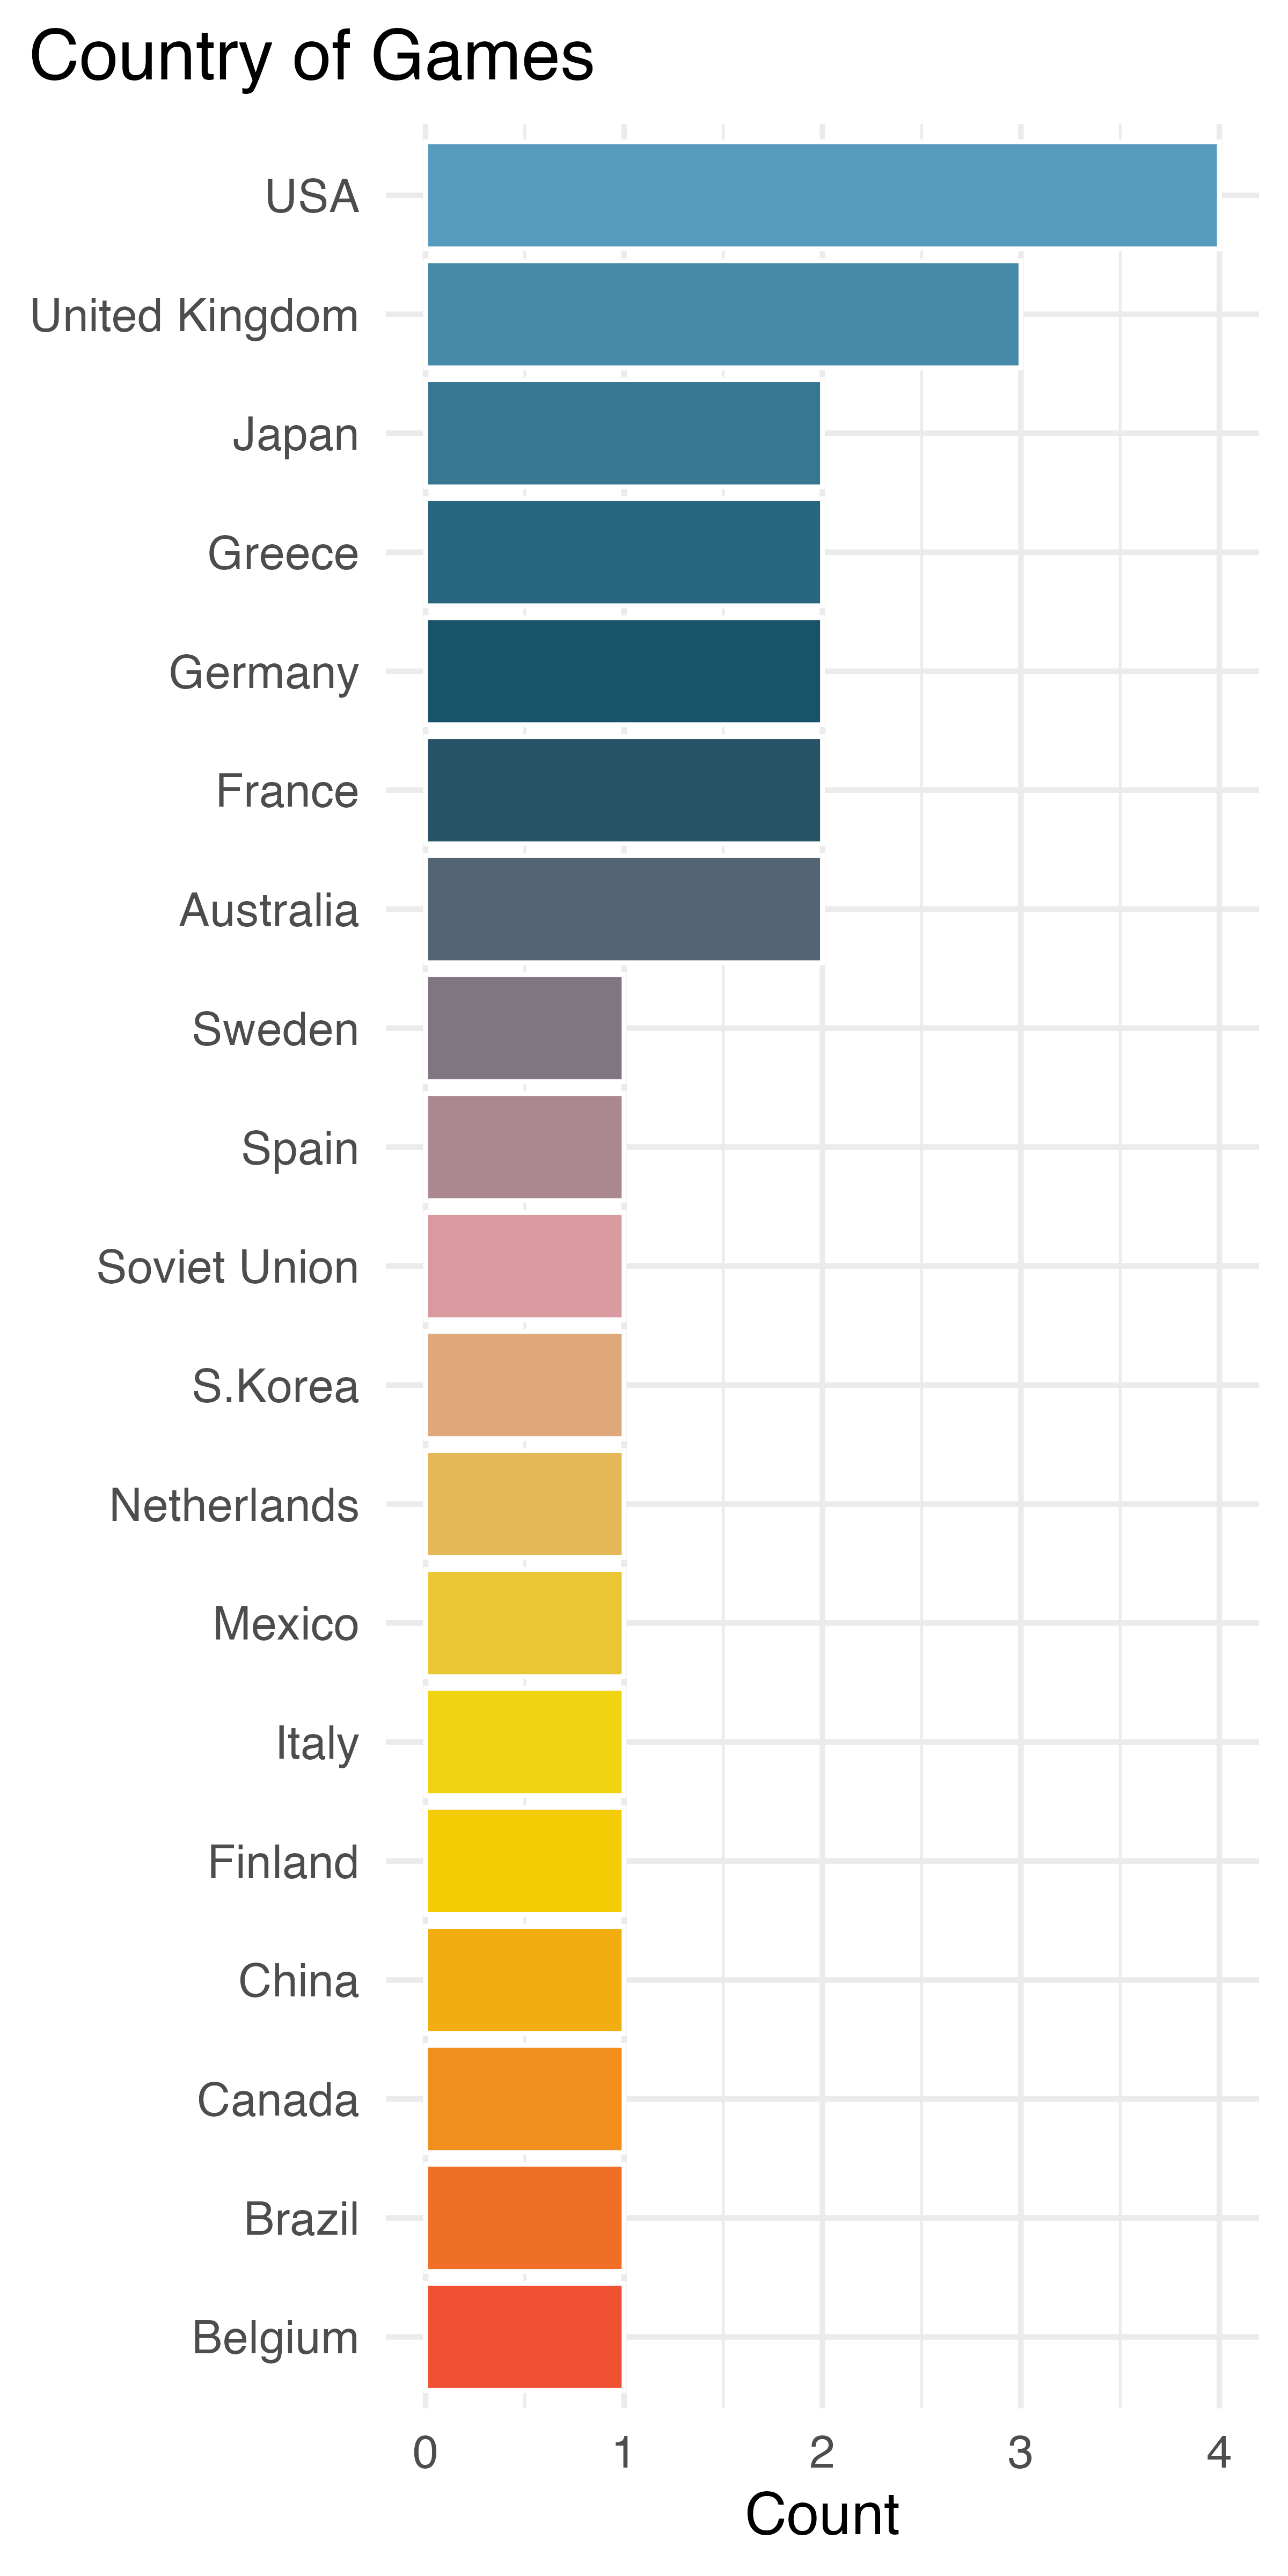 Country of Games
USA
United Kingdom
Japan
Greece
Germany
France
Australia
Sweden
Spain
Soviet Union
S.Korea
Netherlands
Mexico
Italy
Finland
China
Canada
Brazil
Belgium
0 1 2 3 4
Count